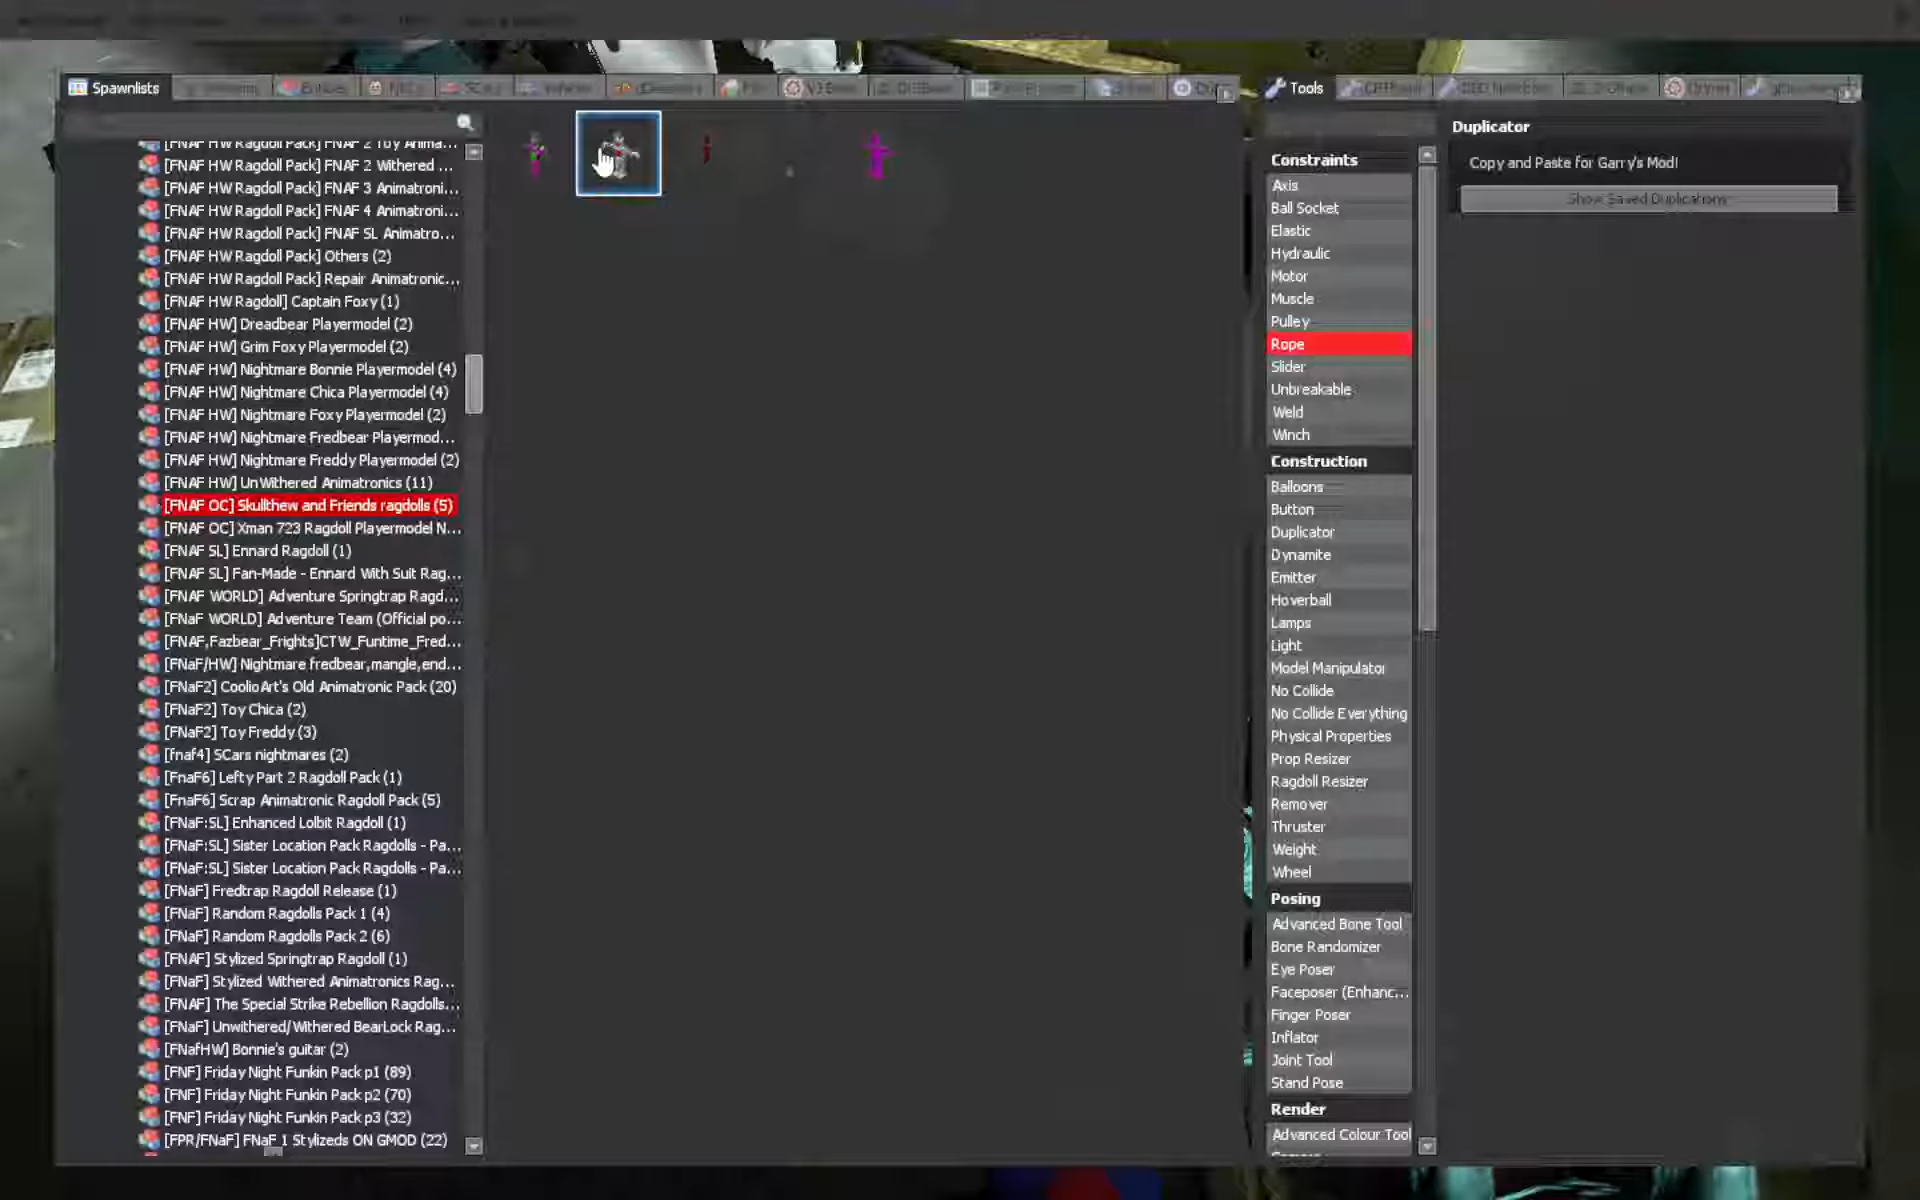 Spawnlists
Tools
[FNAF HW Ragdoll Pack] FNAF 2 Toy Anima...
[FNAF HW Ragdoll Pack] FNAF 2 Withered ...
[FNAF HW Ragdoll Pack] FNAF 3 Animatroni...
[FNAF HW Ragdoll Pack] FNAF 4 Animatroni...
[FNAF HW Ragdoll Pack] FNAF SL Animatro...
[FNAF HW Ragdoll Pack] Others (2)
[FNAF HW Ragdoll Pack] Repair Animatronic...
[FNAF HW Ragdoll] Captain Foxy (1)
[FNAF HW] Dreadbear Playermodel (2)
[FNAF HW] Grim Foxy Playermodel (2)
[FNAF HW] Nightmare Bonnie Playermodel (4)
[FNAF HW] Nightmare Chica Playermodel (4)
[FNAF HW] Nightmare Foxy Playermodel (2)
[FNAF HW] Nightmare Fredbear Playermod...
[FNAF HW] Nightmare Freddy Playermodel (2)
[FNAF HW] UnWithered Animatronics (11)
[FNAF OC] Skullthew and Friends ragdolls (5)
[FNAF OC] Xman 723 Ragdoll Playermodel N...
[FNAF SL] Ennard Ragdoll (1)
[FNAF SL] Fan-Made - Ennard With Suit Rag...
[FNAF WORLD] Adventure Springtrap Ragd...
[FNaF WORLD] Adventure Team (Official po...
[FNAF,Fazbear_Frights]CTW_Funtime_Fred...
[FNaF/HW] Nightmare fredbear,mangle,end...
[FNaF2] CoolioArt's Old Animatronic Pack (20)
[FNaF2] Toy Chica (2)
[FNaF2] Toy Freddy (3)
[fnaf4] SCars nightmares (2)
[FnaF6] Lefty Part 2 Ragdoll Pack (1)
[FnaF6] Scrap Animatronic Ragdoll Pack (5)
[FNaF:SL] Enhanced Lolbit Ragdoll (1)
[FNaF:SL] Sister Location Pack Ragdolls - Pa...
[FNaF:SL] Sister Location Pack Ragdolls - Pa...
[FNaF] Fredtrap Ragdoll Release (1)
[FNaF] Random Ragdolls Pack 1 (4)
[FNaF] Random Ragdolls Pack 2 (6)
[FNAF] Stylized Springtrap Ragdoll (1)
[FNaF] Stylized Withered Animatronics Rag...
[FNAF] The Special Strike Rebellion Ragdolls...
[FNaF] Unwithered/Withered BearLock Rag...
[FNafHW] Bonnie's guitar (2)
[FNF] Friday Night Funkin Pack p1 (89)
[FNF] Friday Night Funkin Pack p2 (70)
[FNF] Friday Night Funkin Pack p3 (32)
[FPR/FNaF] FNaF 1 Stylizeds ON GMOD (22)
Constraints
Axis
Ball Socket
Elastic
Hydraulic
Motor
Muscle
Pulley
Rope
Slider
Unbreakable
Weld
Winch
Construction
Balloons
Button
Duplicator
Dynamite
Emitter
Hoverball
Lamps
Light
Model Manipulator
No Collide
No Collide Everything
Physical Properties
Prop Resizer
Ragdoll Resizer
Remover
Thruster
Weight
Wheel
Posing
Advanced Bone Tool
Bone Randomizer
Eye Poser
Faceposer (Enhanc...
Finger Poser
Inflator
Joint Tool
Stand Pose
Render
Advanced Colour Tool
Duplicator
Copy and Paste for Garry's Mod!
Show Saved Duplications